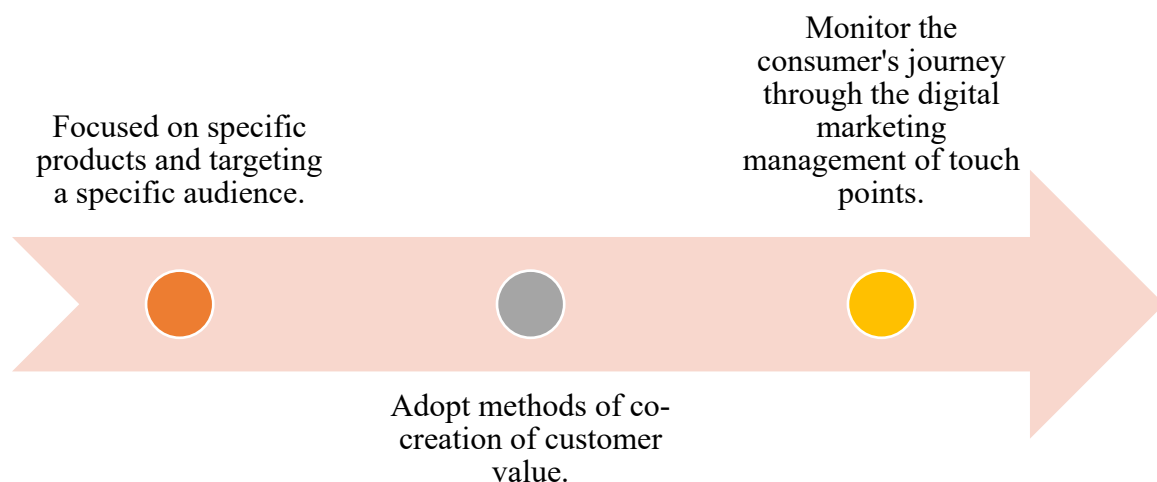 Focused on specific
products and targeting
a specific audience.
Adopt methods of co-
creation of customer
value.
Monitor the
consumer's journey
through the digital
marketing
management of touch
points.